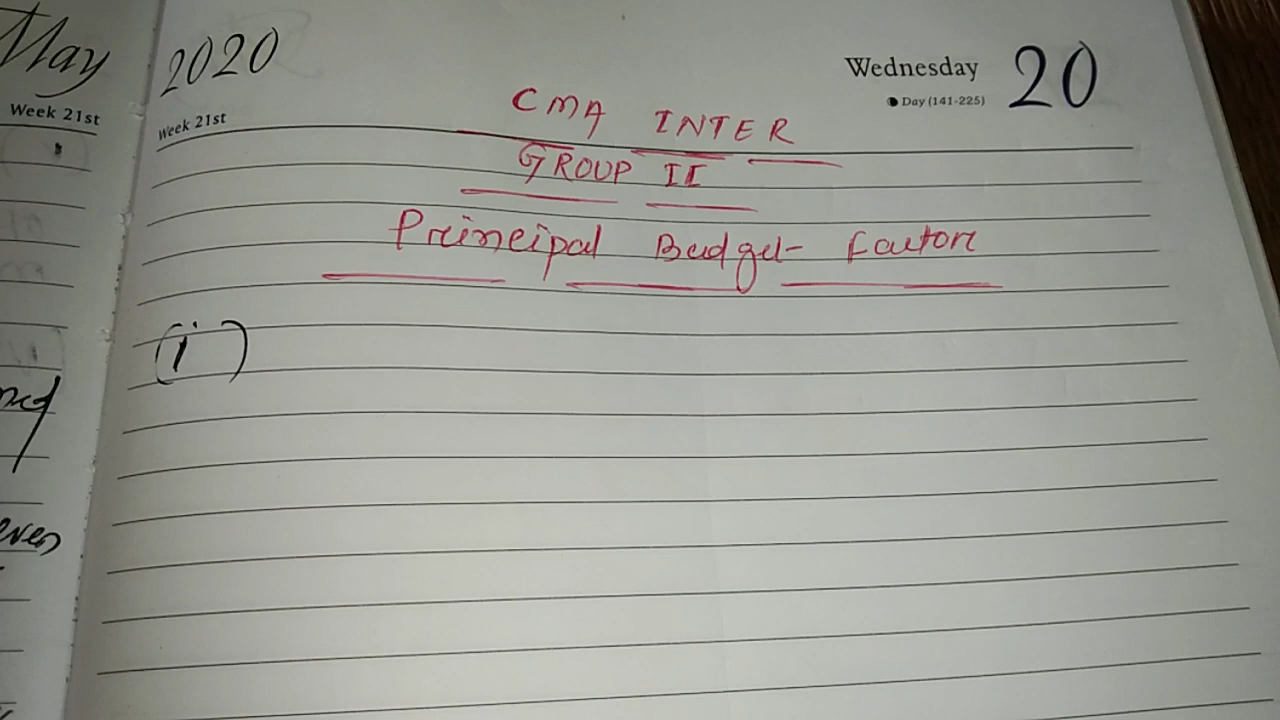 May
Week 21st
2020
Week 21st
Wednesday 20
Day (141-225)
CMA INTER
GROUP II
Principal Budget Factor
(i)